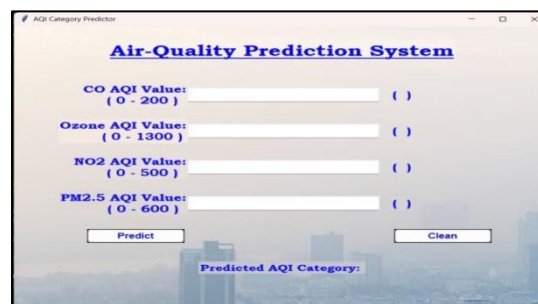 AQI Category Predictor
Air-Quality Prediction System
CO AQI Value:
( 0 - 200 )
( )
Ozone AQI Value:
( 0 - 1300 )
( )
NO2 AQI Value:
( 0 - 500 )
( )
PM2.5 AQI Value:
( 0 - 600 )
( )
Predict
Clean
Predicted AQI Category: